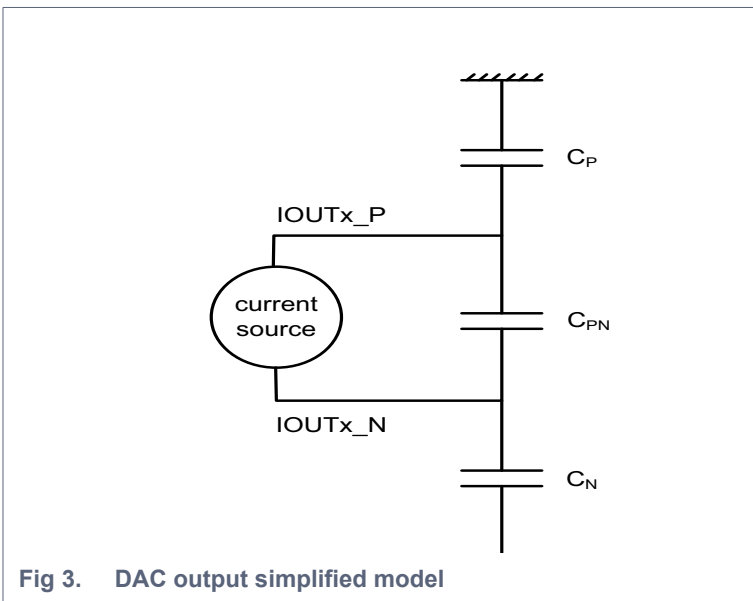 C_P
IOUTx_P
current
source
C_PN
IOUTx_N
C_N
Fig 3. DAC output simplified model